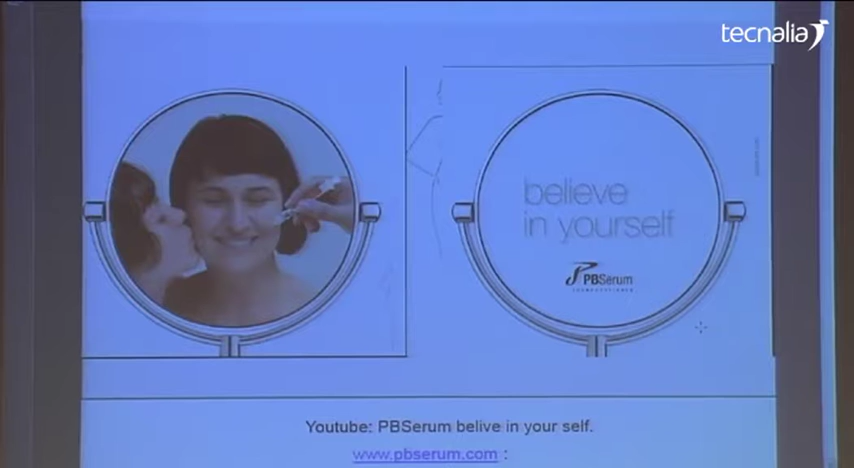 tecnalia
believe
in yourself
PBSerum
Youtube: PBSerum belive in your self.
www.pbserum.com :